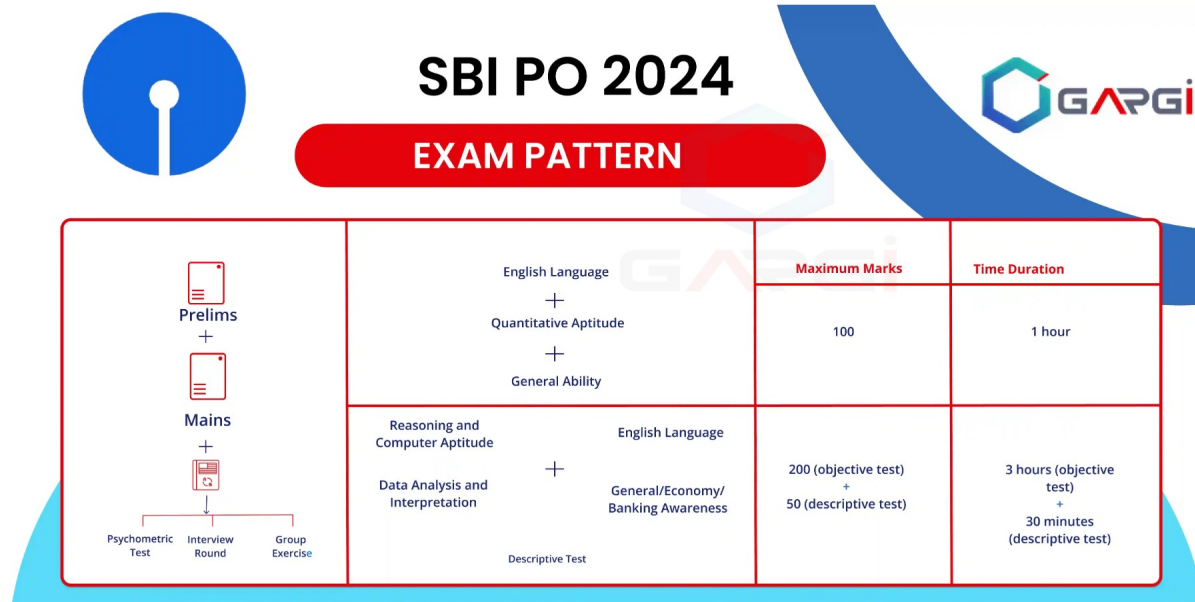 SBI PO 2024
GARGi
EXAM PATTERN
GARGi
Prelims
+
Mains
+
Psychometric
Test
Interview
Round
Group
Exercise
English Language
+
Quantitative Aptitude
+
General Ability
Maximum Marks
Time Duration
100
1 hour
Reasoning and
Computer Aptitude
Data Analysis and
Interpretation
+
English Language
General/Economy/
Banking Awareness
Descriptive Test
200 (objective test)
+
50 (descriptive test)
3 hours (objective
test)
+
30 minutes
(descriptive test)